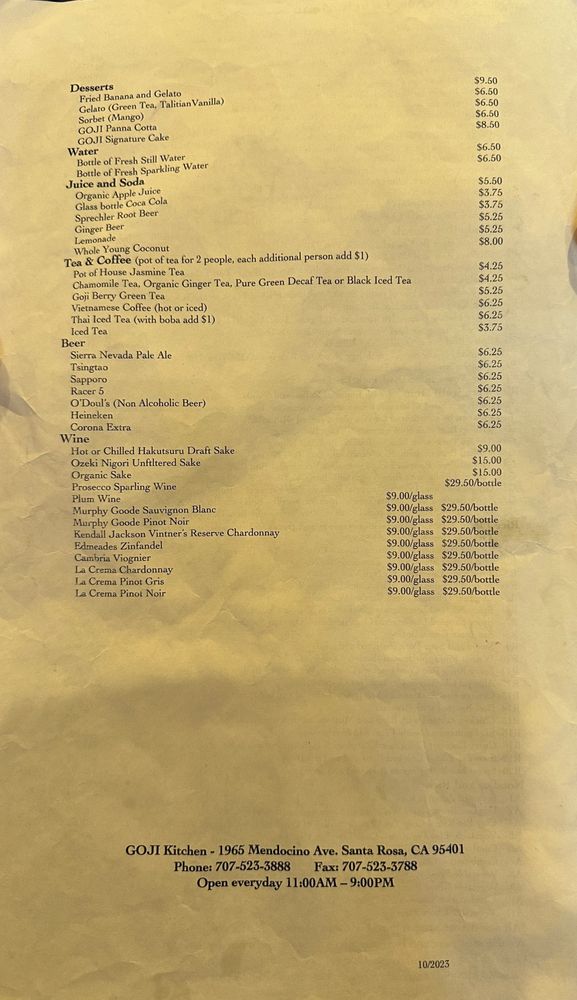 Desserts
Fried Banana and Gelato $9.50
Gelato (Green Tea, TalitianVanilla) $6.50
Sorbet (Mango) $6.50
GOJI Panna Cotta $6.50
GOJI Signature Cake $8.50
Water
Bottle of Fresh Still Water $6.50
Bottle of Fresh Sparkling Water $6.50
Juice and Soda
Organic Apple Juice $5.50
Glass bottle Coca Cola $3.75
Sprechler Root Beer $3.75
Ginger Beer $5.25
Lemonade $5.25
Whole Young Coconut $8.00
Tea & Coffee (pot of tea for 2 people, each additional person add $1)
Pot of House Jasmine Tea $4.25
Chamomile Tea, Organic Ginger Tea, Pure Green Decaf Tea or Black Iced Tea $4.25
Goji Berry Green Tea $5.25
Vietnamese Coffee (hot or iced) $6.25
Thai Iced Tea (with boba add $1) $6.25
Iced Tea $3.75
Beer
Sierra Nevada Pale Ale $6.25
Tsingtao $6.25
Sapporo $6.25
Racer 5 $6.25
O'Doul's (Non Alcoholic Beer) $6.25
Heineken $6.25
Corona Extra $6.25
Wine
Hot or Chilled Hakutsuru Draft Sake $9.00
Ozeki Nigori Unftltered Sake $15.00
Organic Sake $15.00
Prosecco Sparling Wine $29.50/bottle
Plum Wine $9.00/glass
Murphy Goode Sauvignon Blanc $9.00/glass $29.50/bottle
Murphy Goode Pinot Noir $9.00/glass $29.50/bottle
Kendall Jackson Vintner's Reserve Chardonnay $9.00/glass $29.50/bottle
Edmeades Zinfandel $9.00/glass $29.50/bottle
Cambria Viognier $9.00/glass $29.50/bottle
La Crema Chardonnay $9.00/glass $29.50/bottle
La Crema Pinot Gris $9.00/glass $29.50/bottle
La Crema Pinot Noir $9.00/glass $29.50/bottle
GOJI Kitchen - 1965 Mendocino Ave. Santa Rosa, CA 95401
Phone: 707-523-3888 Fax: 707-523-3788
Open everyday 11:00AM – 9:00PM
10/2023